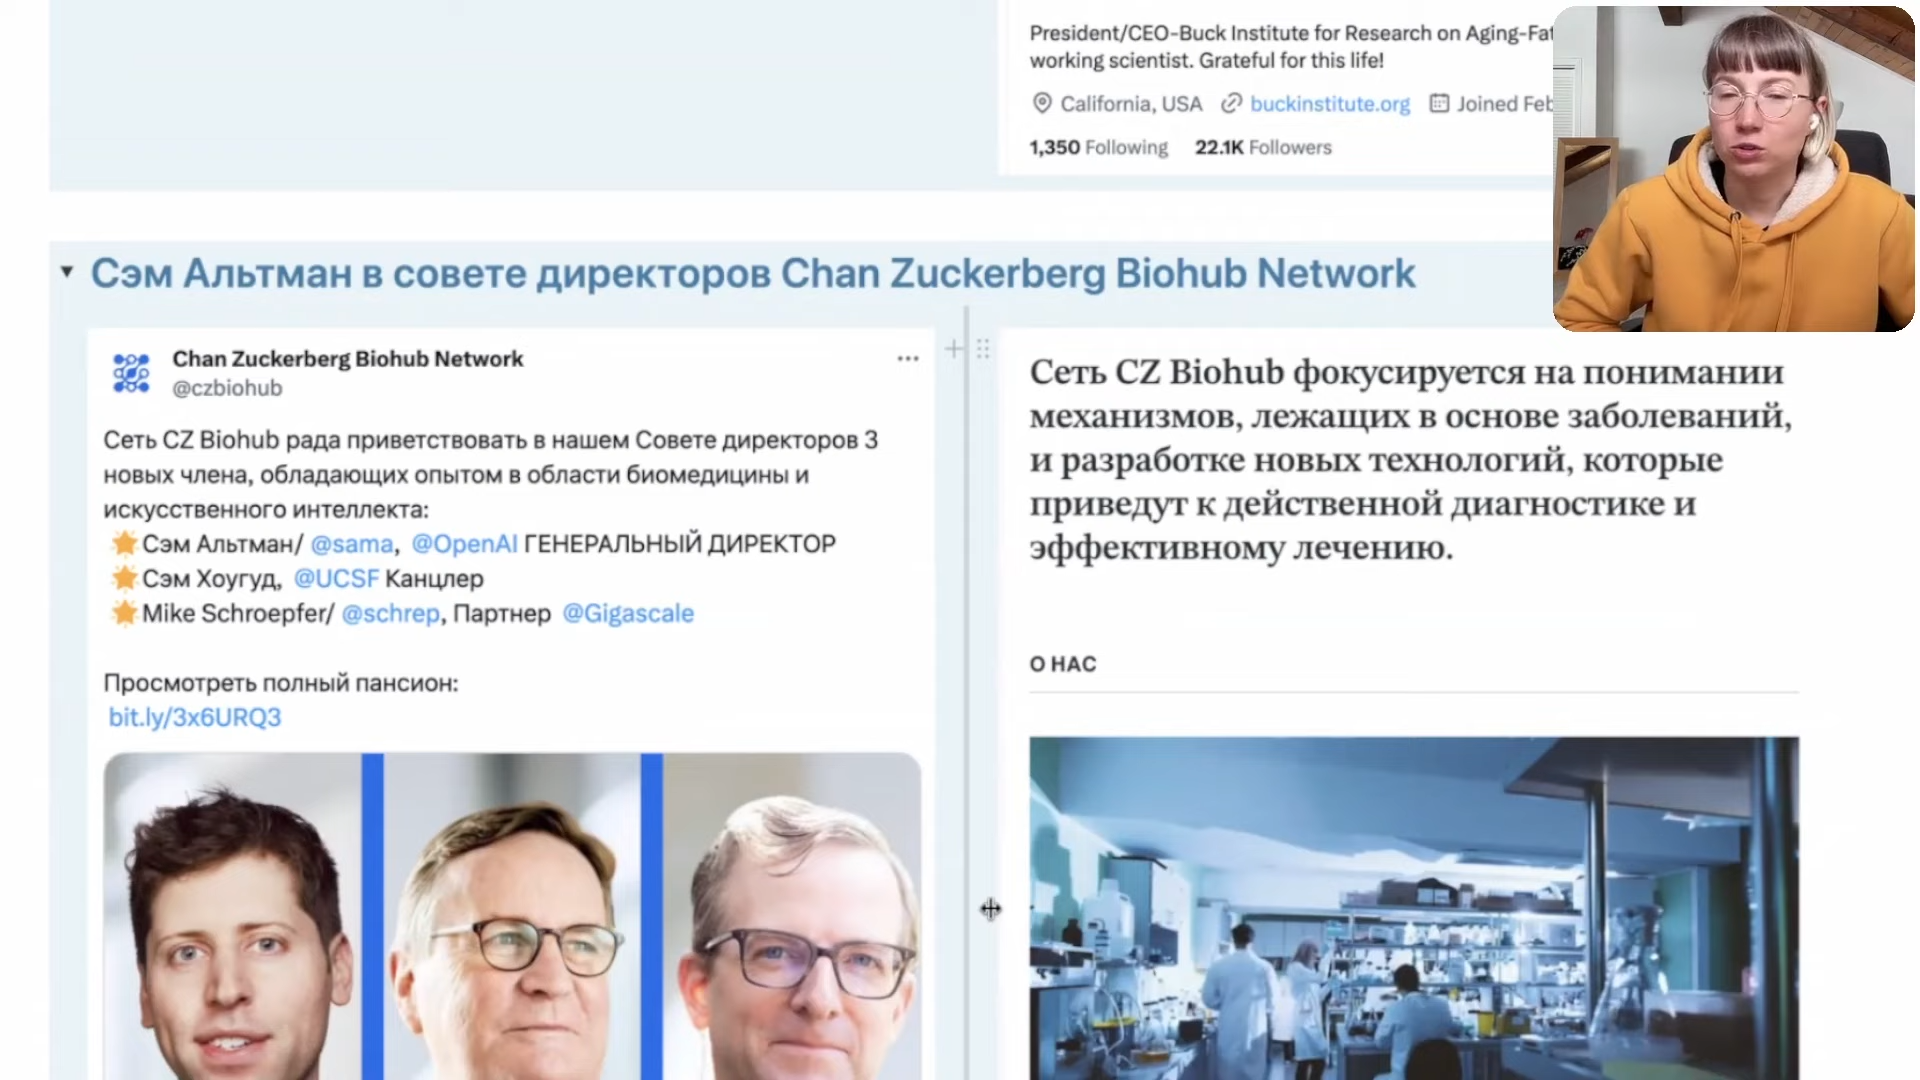 President/CEO-Buck Institute for Research on Aging-Fat
working scientist. Grateful for this life!
California, USA buckinstitute.org Joined Feb
1,350 Following 22.1K Followers
Сэм Альтман в совете директоров Chan Zuckerberg Biohub Network
Chan Zuckerberg Biohub Network
@czbiohub
Сеть CZ Biohub рада приветствовать в нашем Совете директоров 3
новых члена, обладающих опытом в области биомедицины и
искусственного интеллекта:
Сэм Альтман/ @sama, @OpenAI ГЕНЕРАЛЬНЫЙ ДИРЕКТОР
Сэм Хоугуд, @UCSF Канцлер
Mike Schroepfer/ @schrep, Партнер @Gigascale
Просмотреть полный пансион:
bit.ly/3x6URQ3
Сеть CZ Biohub фокусируется на понимании
механизмов, лежащих в основе заболеваний,
и разработке новых технологий, которые
приведут к действенной диагностике и
эффективному лечению.
О НАС